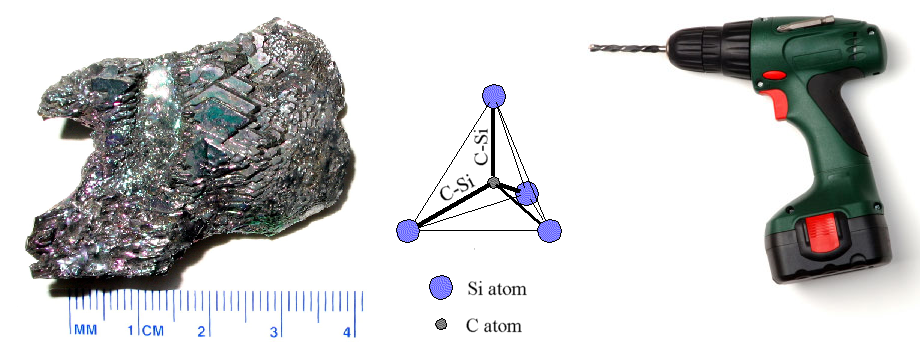 MM 1 CM 2 3 4
C-Si
C-Si
Si atom
C atom